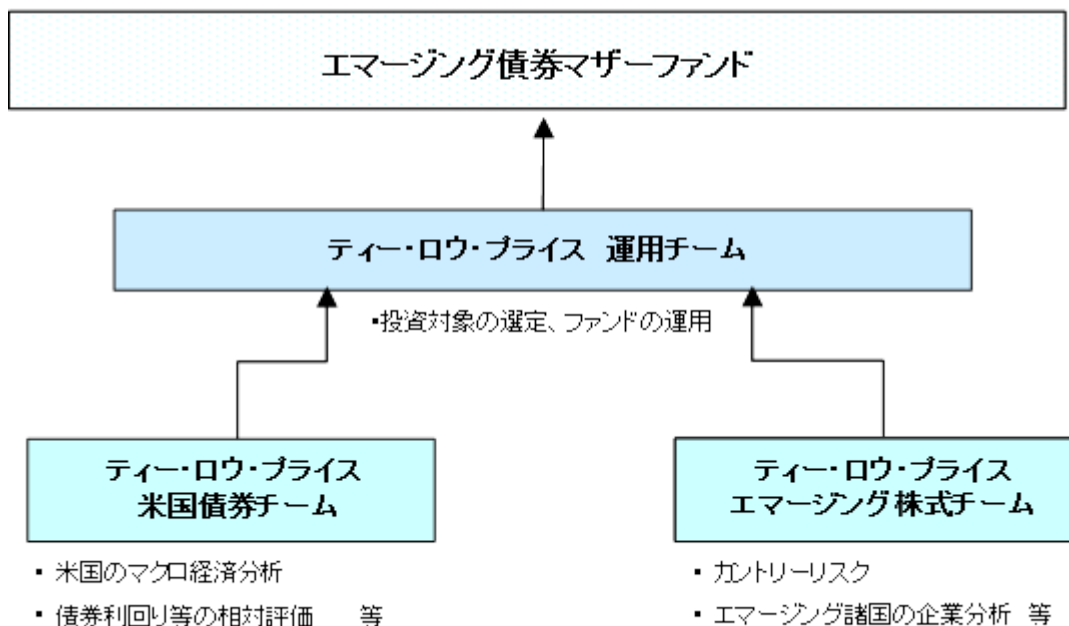 エマージング債券マザーファンド
ティー・ロウ・プライス 運用チーム
▪投資対象の選定、ファンドの運用
ティー・ロウ・プライス
米国債券チーム
ティー・ロウ・プライス
エマージング株式チーム
▪ 米国のマクロ経済分析
▪ 債券利回り等の相対評価 等
▪ カントリーリスク
▪ エマージング諸国の企業分析 等